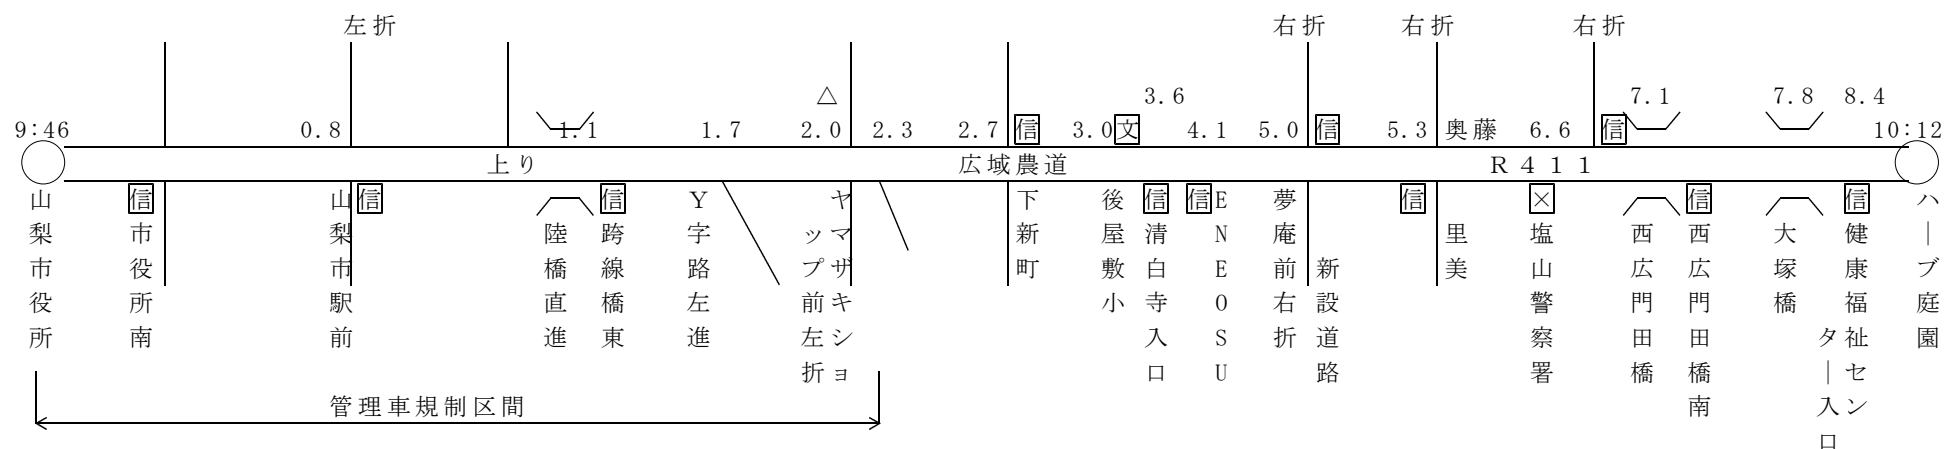 左折
右折
右折
右折
△
3.6
7.1
7.8
8.4
9:46
0.8
1.1
1.7
2.0
2.3
2.7
信
3.0
文
4.1
5.0
信
5.3
奥藤
6.6
信
10:12
上り
広域農道
R411
山梨市役所
信
市役所南
山梨市駅前
信
陸橋直進
信
跨線橋東
Y字路左進
ヤマザキショ
ップ前左折
下新町
後屋敷小
信
清白寺入口
信
ENEOSU
夢庵前右折
新設道路
信
里美
×
塩山警察署
西広門田橋
信
西広門田橋南
大塚橋
信
健康福祉セン
ター入口
ハーブ庭園
管理車規制区間